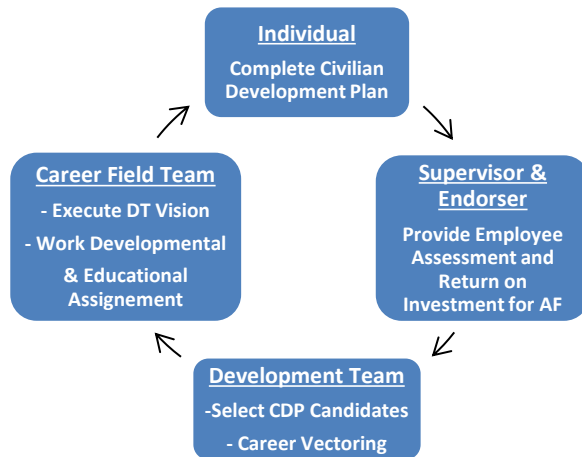 Individual
Complete Civilian
Development Plan
Career Field Team
- Execute DT Vision
- Work Developmental
& Educational
Assignement
Supervisor &
Endorser
Provide Employee
Assessment and
Return on
Investment for AF
Development Team
-Select CDP Candidates
- Career Vectoring